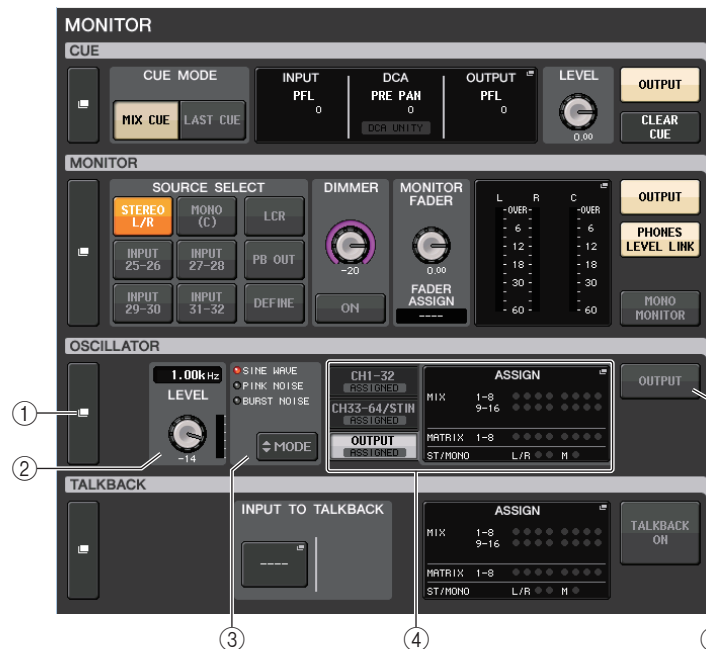 MONITOR
CUE
CUE MODE
MIX CUE
LAST CUE
INPUT
PFL
0
DCA
PRE PAN
0
DCA UNITY
OUTPUT
PFL
0
LEVEL
0.00
OUTPUT
CLEAR
CUE
MONITOR
SOURCE SELECT
STEREO
L/R
MONO
(C)
LCR
INPUT
25-26
INPUT
27-28
PB OUT
INPUT
29-30
INPUT
31-32
DEFINE
DIMMER
-20
ON
MONITOR
FADER
0.00
FADER
ASSIGN
----
L R C
-OVER- -OVER
- 6 - - 6
- 12 - - 12
- 18 - - 18
- 30 - - 30
- 60 - - 60
OUTPUT
PHONES
LEVEL LINK
MONO
MONITOR
OSCILLATOR
1.00kHz
LEVEL
-14
SINE WAVE
PINK NOISE
BURST NOISE
MODE
CH1-32
ASSIGNED
CH33-64/STIN
ASSIGNED
OUTPUT
ASSIGNED
ASSIGN
MIX 1-8
9-16
MATRIX 1-8
ST/MONO L/R M
OUTPUT
TALKBACK
INPUT TO TALKBACK
----
ASSIGN
MIX 1-8
9-16
MATRIX 1-8
ST/MONO L/R M
TALKBACK
ON
1
2
3
4